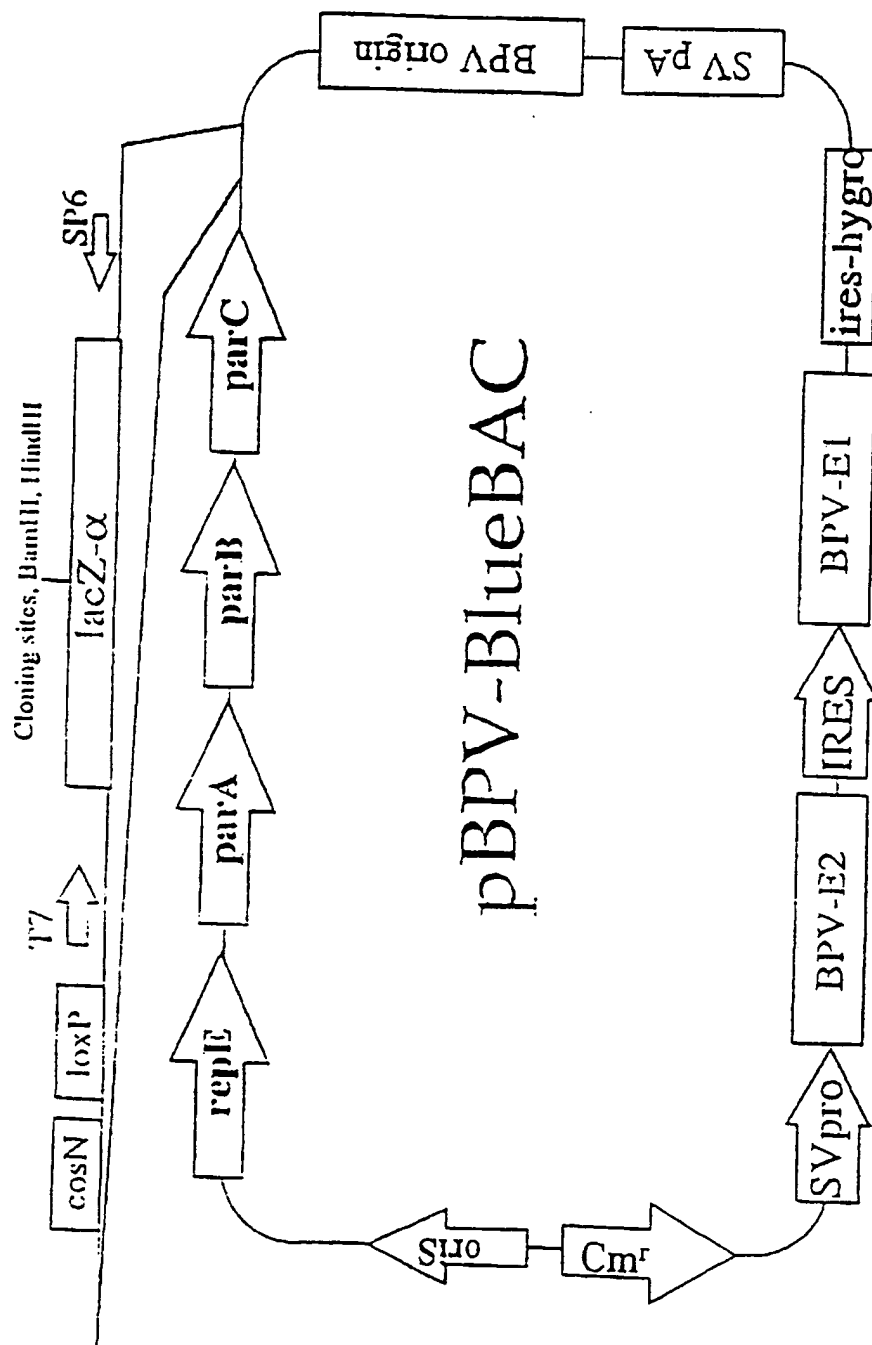 Cloning sites, BamHI, HindIII
cosN
loxP
T7
lacZ-α
SP6
repE
parA
parB
parC
BPV origin
SV pA
oriS
Cmʳ
pBPV-BlueBAC
SVpro
BPV-E2
IRES
BPV-E1
ires-hygro